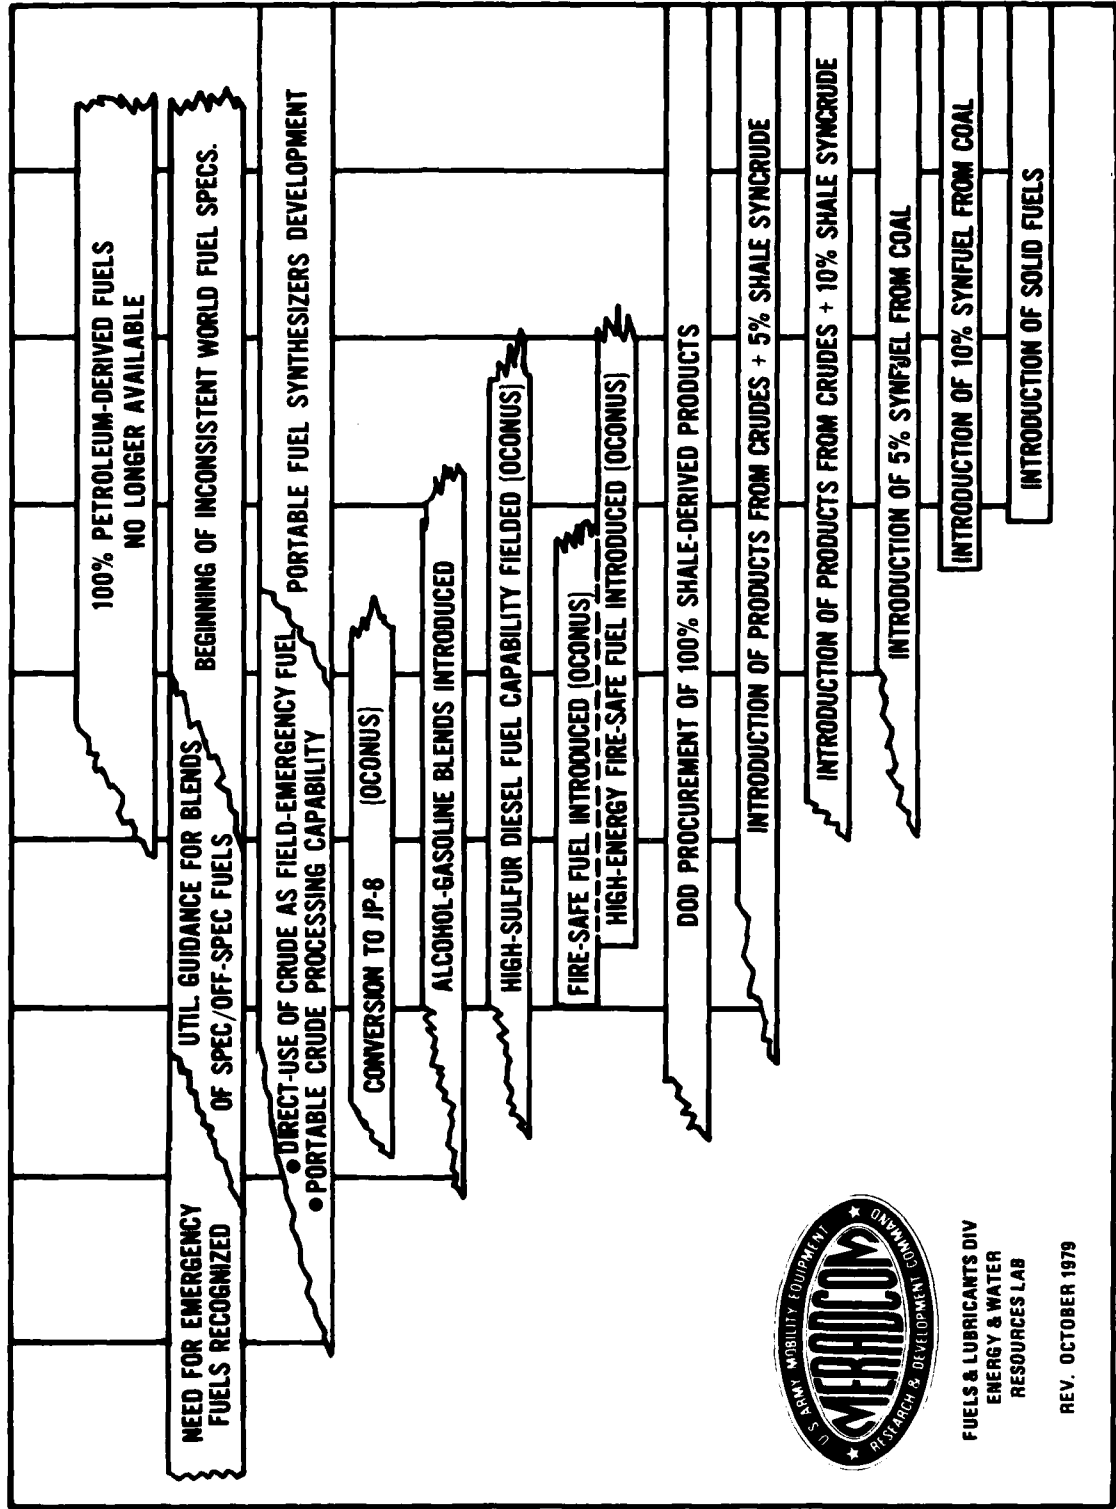 100% PETROLEUM-DERIVED FUELS
NO LONGER AVAILABLE
NEED FOR EMERGENCY
FUELS RECOGNIZED
UTIL. GUIDANCE FOR BLENDS
OF SPEC/OFF-SPEC FUELS
BEGINING OF INCONSISTENT WORLD FUEL SPECS.
● DIRECT-USE OF CRUDE AS FIELD-EMERGENCY FUEL
● PORTABLE CRUDE PROCESSING CAPABILITY
PORTABLE FUEL SYNTHESIZERS DEVELOPMENT
CONVERSION TO JP-8 (OCONUS)
ALCOHOL-GASOLINE BLENDS INTRODUCED
HIGH-SULFUR DIESEL FUEL CAPABILITY FIELDED (OCONUS)
FIRE-SAFE FUEL INTRODUCED (OCONUS)
HIGH-ENERGY FIRE-SAFE FUEL INTRODUCED (OCONUS)
DOD PROCUREMENT OF 100% SHALE-DERIVED PRODUCTS
INTRODUCTION OF PRODUCTS FROM CRUDES + 5% SHALE SYNCRUDE
INTRODUCTION OF PRODUCTS FROM CRUDES + 10% SHALE SYNCRUDE
INTRODUCTION OF 5% SYNFUEL FROM COAL
INTRODUCTION OF 10% SYNFUEL FROM COAL
INTRODUCTION OF SOLID FUELS
U S ARMY MOBILITY EQUIPMENT
MERADCOM
RESEARCH & DEVELOPMENT COMMAND
FUELS & LUBRICANTS DIV
ENERGY & WATER
RESOURCES LAB
REV. OCTOBER 1979